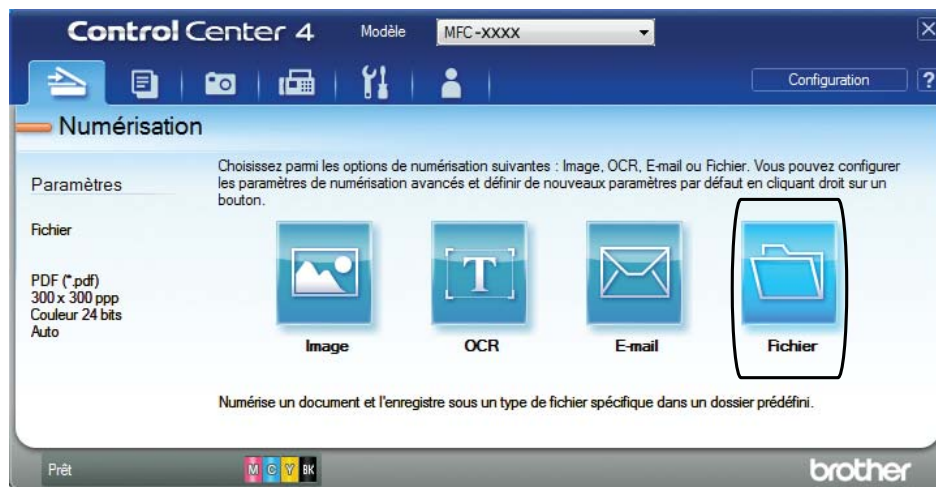 Control Center 4
Modèle
MFC-XXXX
Configuration
?
Numérisation
Paramètres
Fichier
PDF (*.pdf)
300 x 300 ppp
Couleur 24 bits
Auto
Choisissez parmi les options de numérisation suivantes : Image, OCR, E-mail ou Fichier. Vous pouvez configurer
les paramètres de numérisation avancés et définir de nouveaux paramètres par défaut en cliquant droit sur un
bouton.
T
Image
OCR
E-mail
Fichier
Numérise un document et l'enregistre sous un type de fichier spécifique dans un dossier prédéfini.
Prêt
M C Y BK
brother